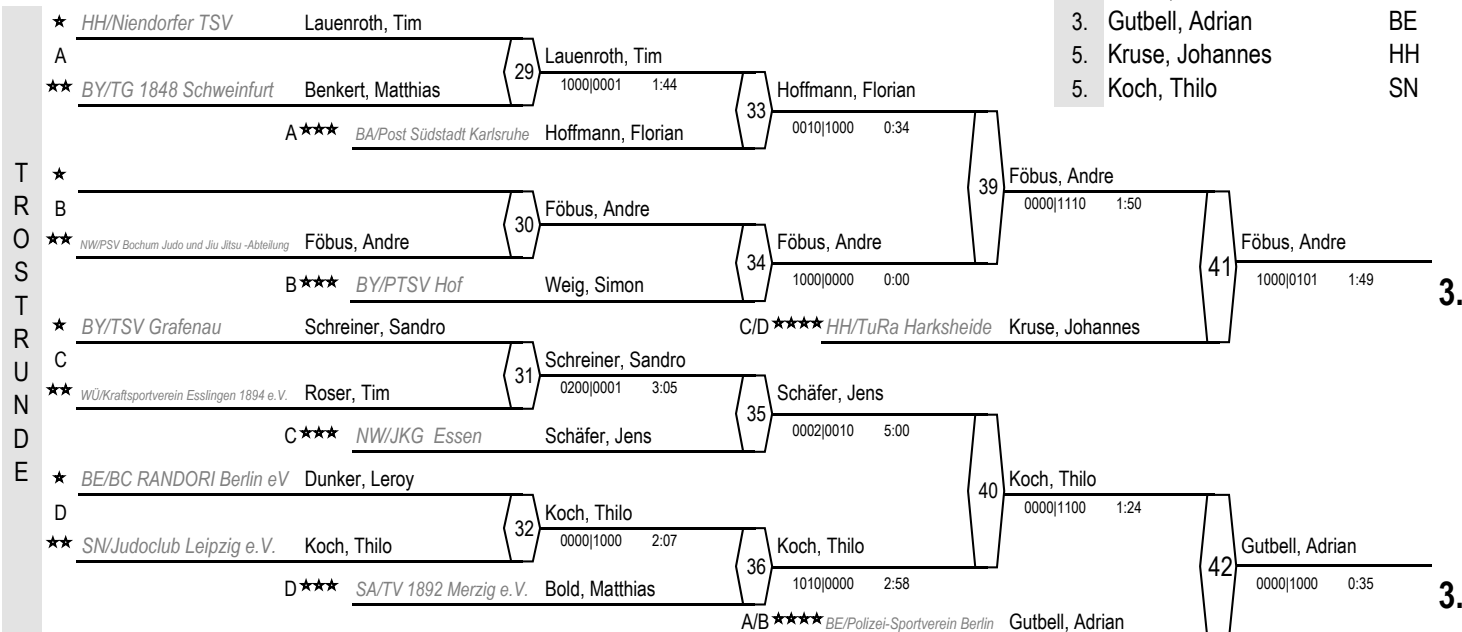 3. Gutbell, Adrian BE
5. Kruse, Johannes HH
5. Koch, Thilo SN
TROSTRUNDE
★ HH/Niendorfer TSV Lauenroth, Tim
A
29
Lauenroth, Tim
1000|0001 1:44
★★ BY/TG 1848 Schweinfurt Benkert, Matthias
33
Hoffmann, Florian
0010|1000 0:34
A ★★★ BA/Post Südstadt Karlsruhe Hoffmann, Florian
★
B
30
Föbus, Andre
★★ NW/PSV Bochum Judo und Jiu Jitsu -Abteilung Föbus, Andre
34
Föbus, Andre
1000|0000 0:00
B ★★★ BY/PTSV Hof Weig, Simon
39
Föbus, Andre
0000|1110 1:50
41
Föbus, Andre
1000|0101 1:49
3.
C/D ★★★★ HH/TuRa Harksheide Kruse, Johannes
★ BY/TSV Grafenau Schreiner, Sandro
C
31
Schreiner, Sandro
0200|0001 3:05
★★ WÜ/Kraftsportverein Esslingen 1894 e.V. Roser, Tim
35
Schäfer, Jens
0002|0010 5:00
C ★★★ NW/JKG Essen Schäfer, Jens
★ BE/BC RANDORI Berlin eV Dunker, Leroy
D
32
Koch, Thilo
0000|1000 2:07
★★ SN/Judoclub Leipzig e.V. Koch, Thilo
36
Koch, Thilo
1010|0000 2:58
D ★★★ SA/TV 1892 Merzig e.V. Bold, Matthias
40
Koch, Thilo
0000|1100 1:24
42
Gutbell, Adrian
0000|1000 0:35
3.
A/B ★★★★ BE/Polizei-Sportverein Berlin Gutbell, Adrian